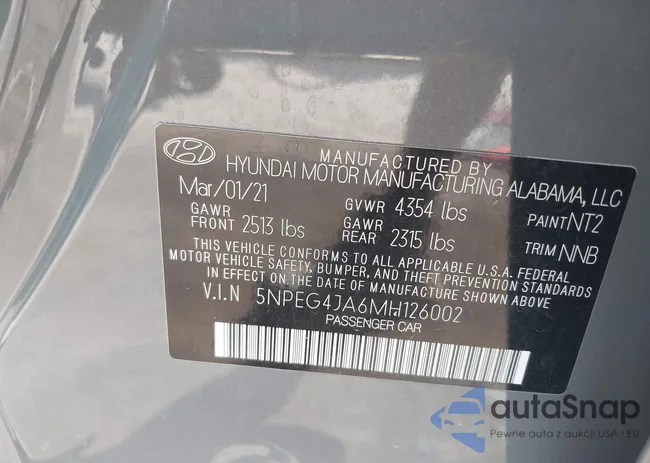 MANUFACTURED BY
HYUNDAI MOTOR MANUFACTURING ALABAMA, LLC
Mar/01/21 GVWR 4354 lbs PAINT NT2
GAWR FRONT 2513 lbs GAWR REAR 2315 lbs TRIM NNB
THIS VEHICLE CONFORMS TO ALL APPLICABLE U.S.A. FEDERAL
MOTOR VEHICLE SAFETY, BUMPER, AND THEFT PREVENTION STANDARDS
IN EFFECT ON THE DATE OF MANUFACTURE SHOWN ABOVE.
V.I.N 5NPEG4JA6MH126002
PASSENGER CAR
autoSnap
Pewne auta z aukcji USA i EU